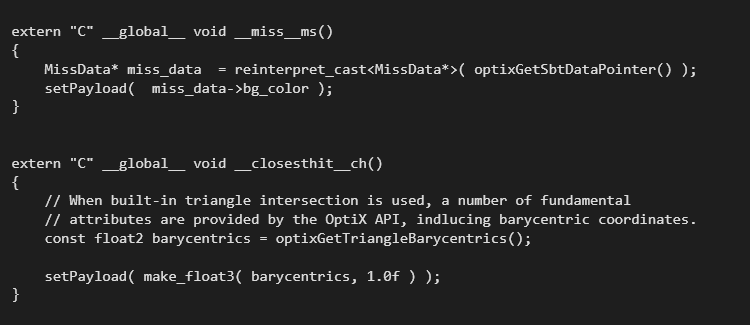 extern "C" __global__ void __miss__ms()
{
    MissData* miss_data  = reinterpret_cast<MissData*>( optixGetSbtDataPointer() );
    setPayload(  miss_data->bg_color );
}
extern "C" __global__ void __closesthit__ch()
{
    // When built-in triangle intersection is used, a number of fundamental
    // attributes are provided by the OptiX API, indlucing barycentric coordinates.
    const float2 barycentrics = optixGetTriangleBarycentrics();
    setPayload( make_float3( barycentrics, 1.0f ) );
}